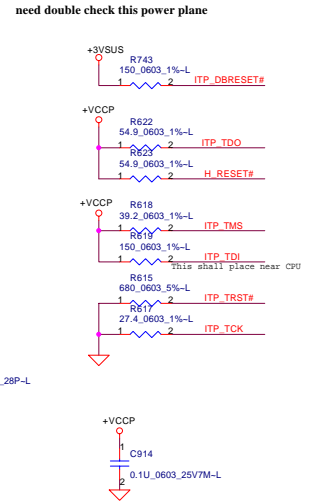 need double check this power plane
+3VSUS
R743
150_0603_1%~L
1 2 ITP_DBRESET#
+VCCP
R622
54.9_0603_1%~L
1 2 ITP_TDO
R623
54.9_0603_1%~L
1 2 H_RESET#
+VCCP
R618
39.2_0603_1%~L
1 2 ITP_TMS
R619
150_0603_1%~L
1 2 ITP_TDI
This shall place near CPU
R615
680_0603_5%~L
1 2 ITP_TRST#
R617
27.4_0603_1%~L
1 2 ITP_TCK
_28P~L
+VCCP
1
C914
0.1U_0603_25V7M~L
2